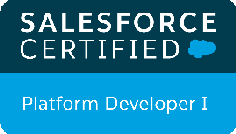 SALESFORCE
CERTIFIED
Platform Developer I